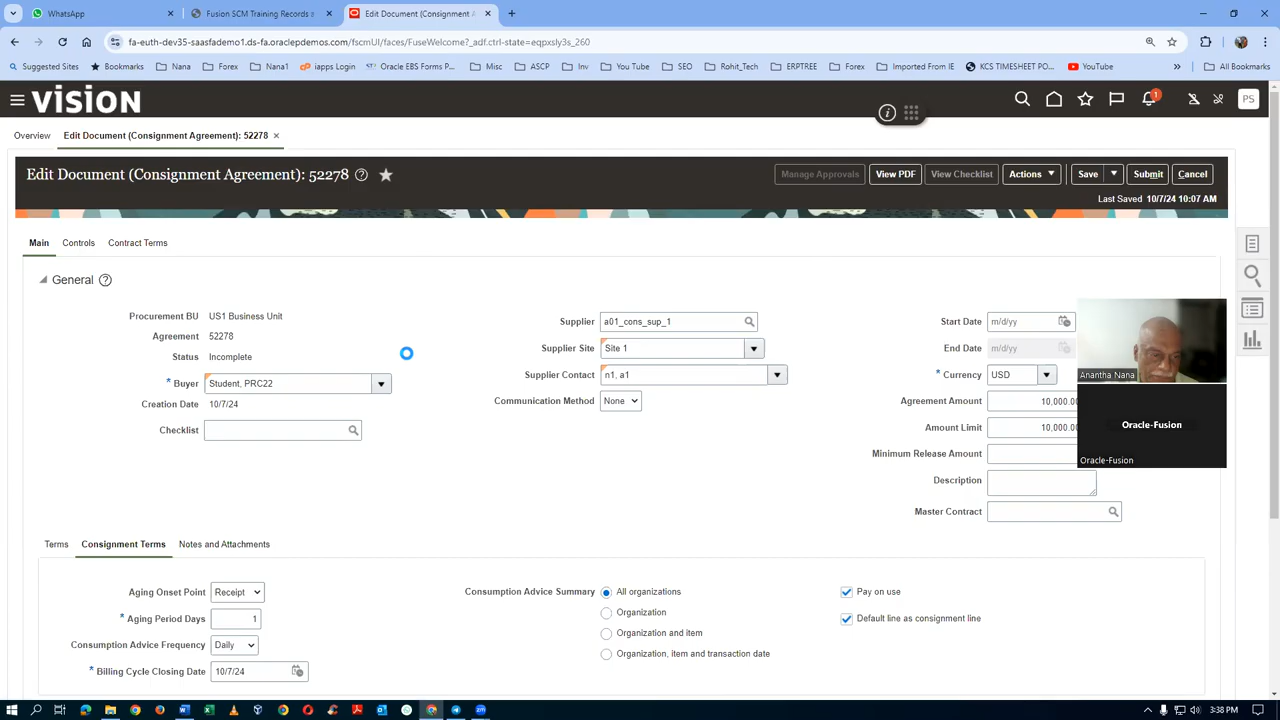 WhatsApp
Fusion SCM Training Records a
Edit Document (Consignment Ag
fa-euth-dev35-saasfademo1.ds-fa.oraclepdemos.com/fscmUI/faces/FuseWelcome?_adf.ctrl-state=eqpxsly3s_260
Suggested Sites
Bookmarks
Nana
Forex
Nana1
iapps Login
Oracle EBS Forms P...
Misc
ASCP
Inv
You Tube
SEO
Rohit_Tech
ERPTREE
Forex
Imported From IE
KCS TIMESHEET PO...
YouTube
All Bookmarks
VISION
1
PS
Overview
Edit Document (Consignment Agreement): 52278
Edit Document (Consignment Agreement): 52278
Manage Approvals
View PDF
View Checklist
Actions
Save
Submit
Cancel
Last Saved 10/7/24 10:07 AM
Main
Controls
Contract Terms
General
Procurement BU US1 Business Unit
Agreement 52278
Status Incomplete
* Buyer Student, PRC22
Creation Date 10/7/24
Checklist
Supplier a01_cons_sup_1
Supplier Site Site 1
Supplier Contact n1, a1
Communication Method None
Start Date m/d/yy
End Date m/d/yy
* Currency USD
Agreement Amount 10,000.00
Amount Limit 10,000.00
Minimum Release Amount
Description
Master Contract
Anantha Nana
Oracle-Fusion
Oracle-Fusion
Terms
Consignment Terms
Notes and Attachments
Aging Onset Point Receipt
* Aging Period Days 1
Consumption Advice Frequency Daily
* Billing Cycle Closing Date 10/7/24
Consumption Advice Summary All organizations
Organization
Organization and item
Organization, item and transaction date
Pay on use
Default line as consignment line
3:38 PM